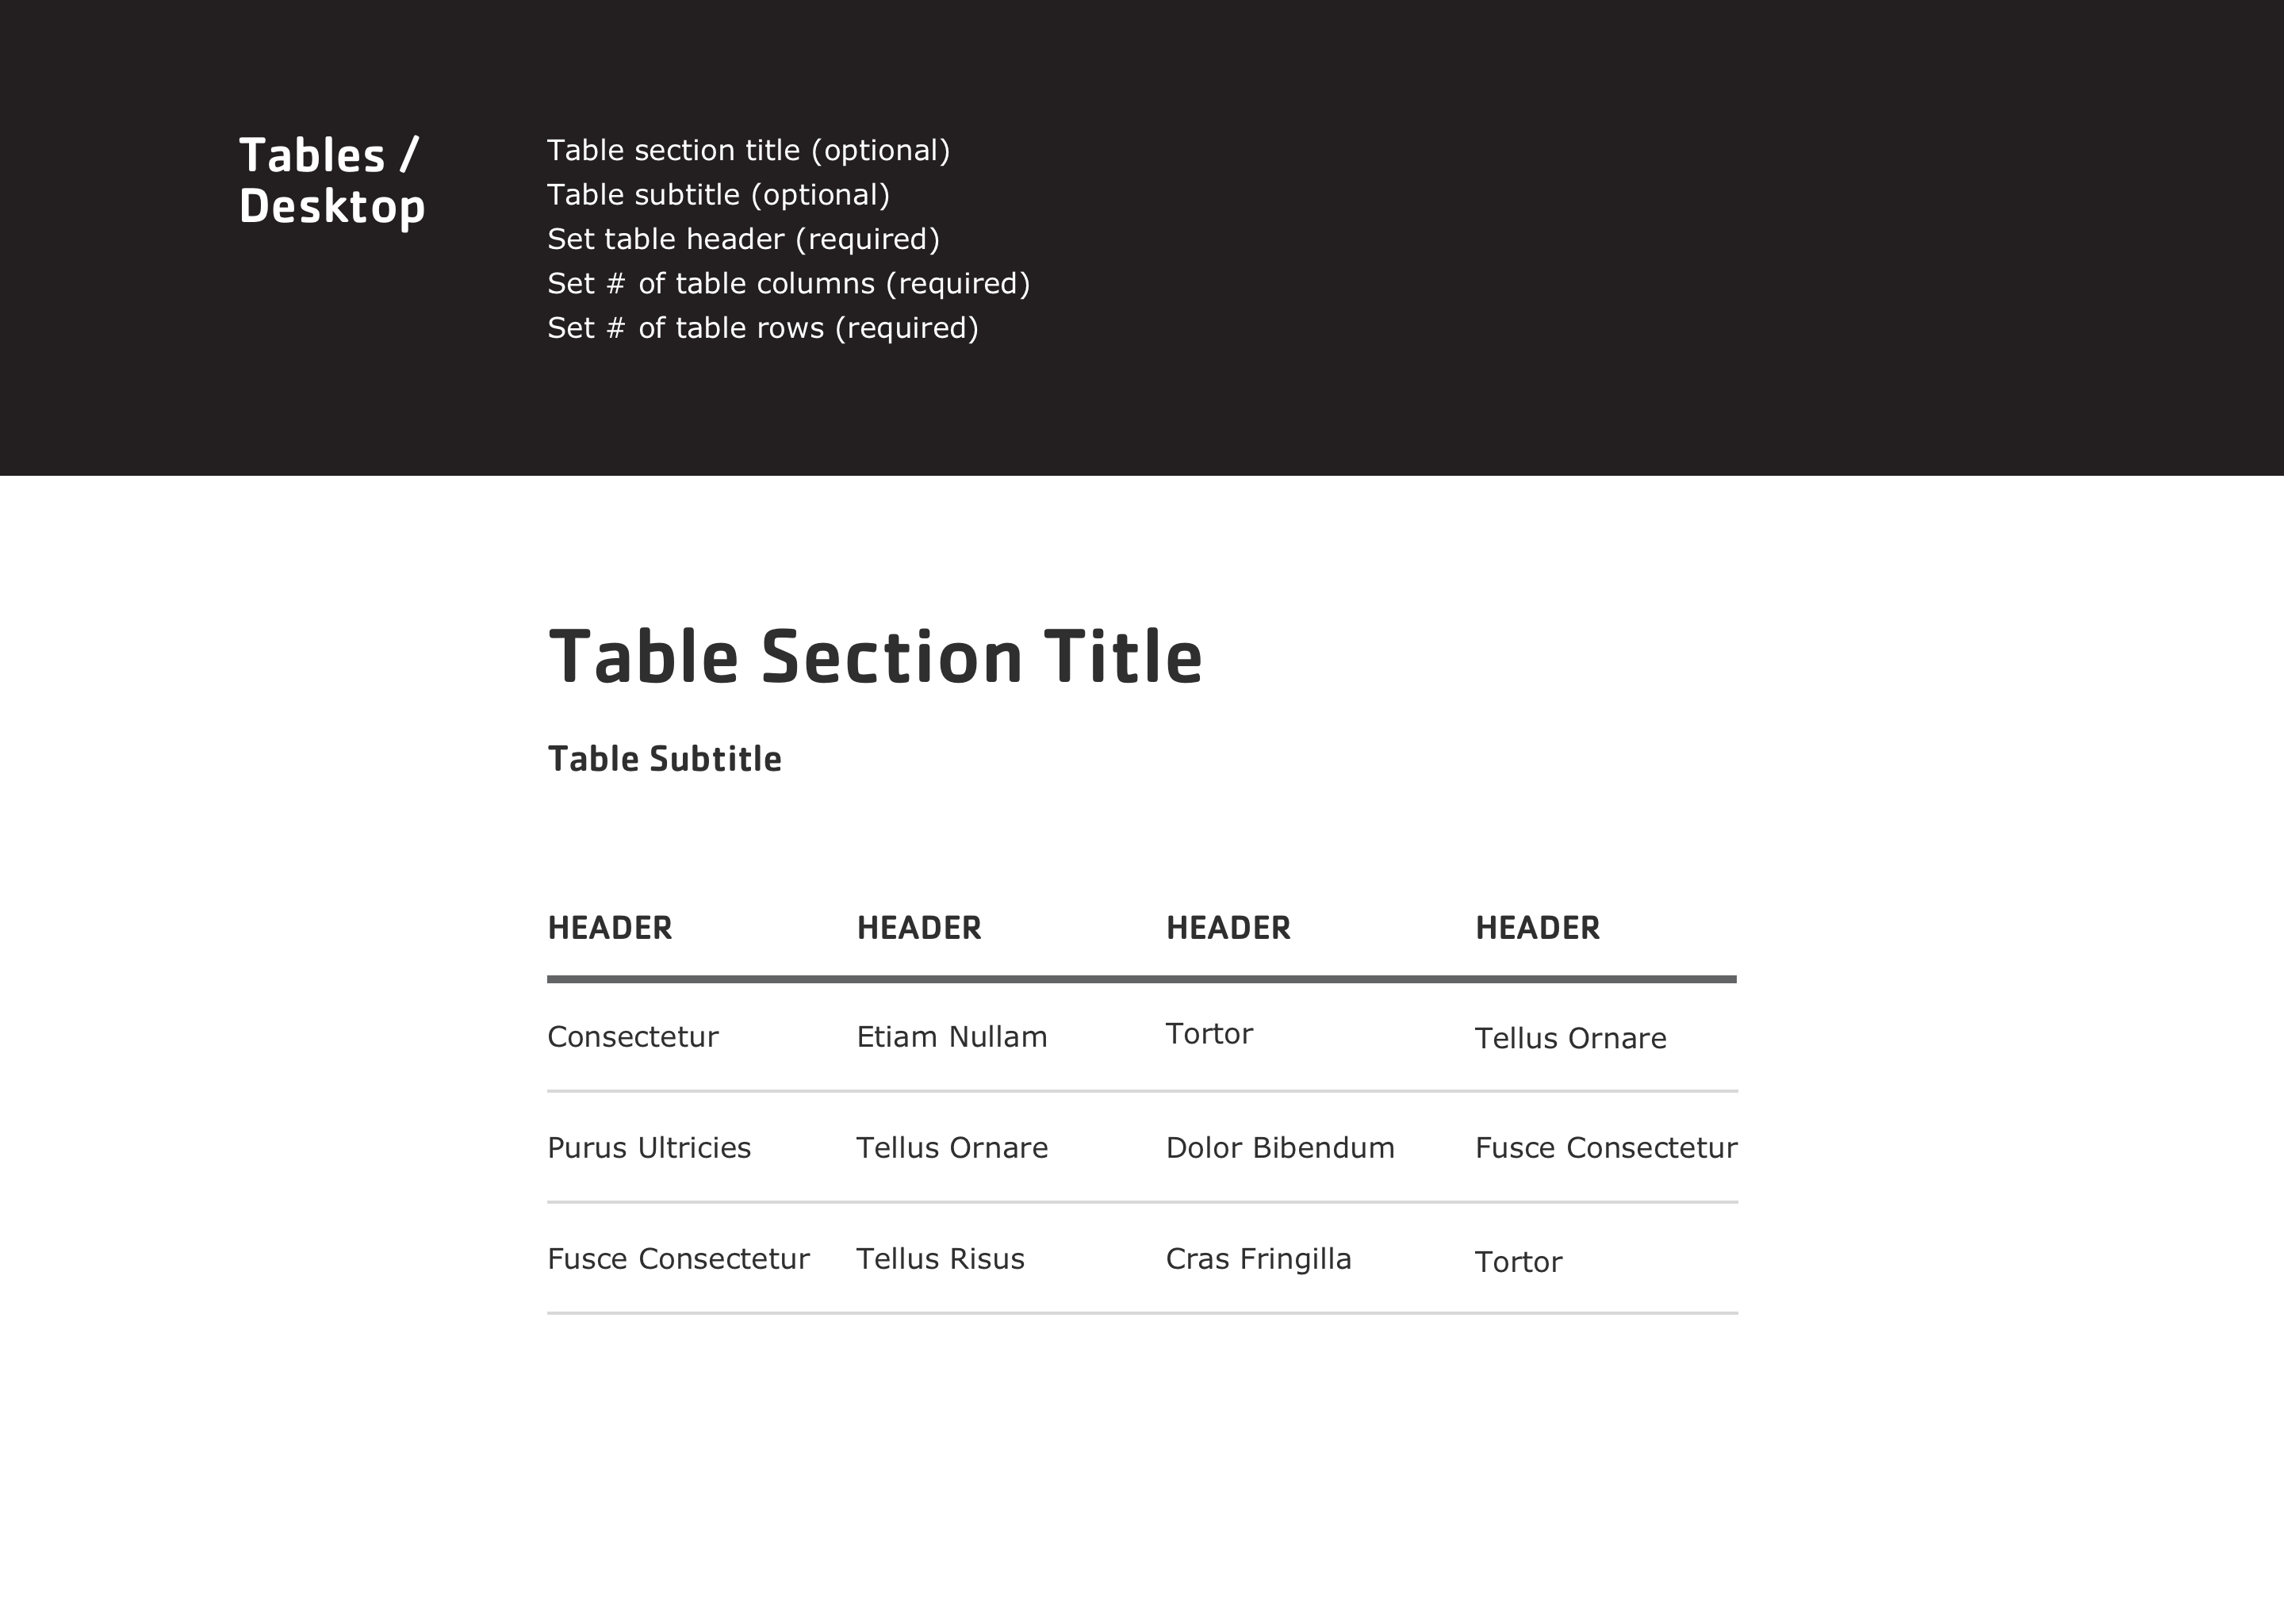 Tables /
Desktop
Table section title (optional)
Table subtitle (optional)
Set table header (required)
Set # of table columns (required)
Set # of table rows (required)
Table Section Title
Table Subtitle
HEADER HEADER HEADER HEADER
Consectetur Etiam Nullam Tortor Tellus Ornare
Purus Ultricies Tellus Ornare Dolor Bibendum Fusce Consectetur
Fusce Consectetur Tellus Risus Cras Fringilla Tortor